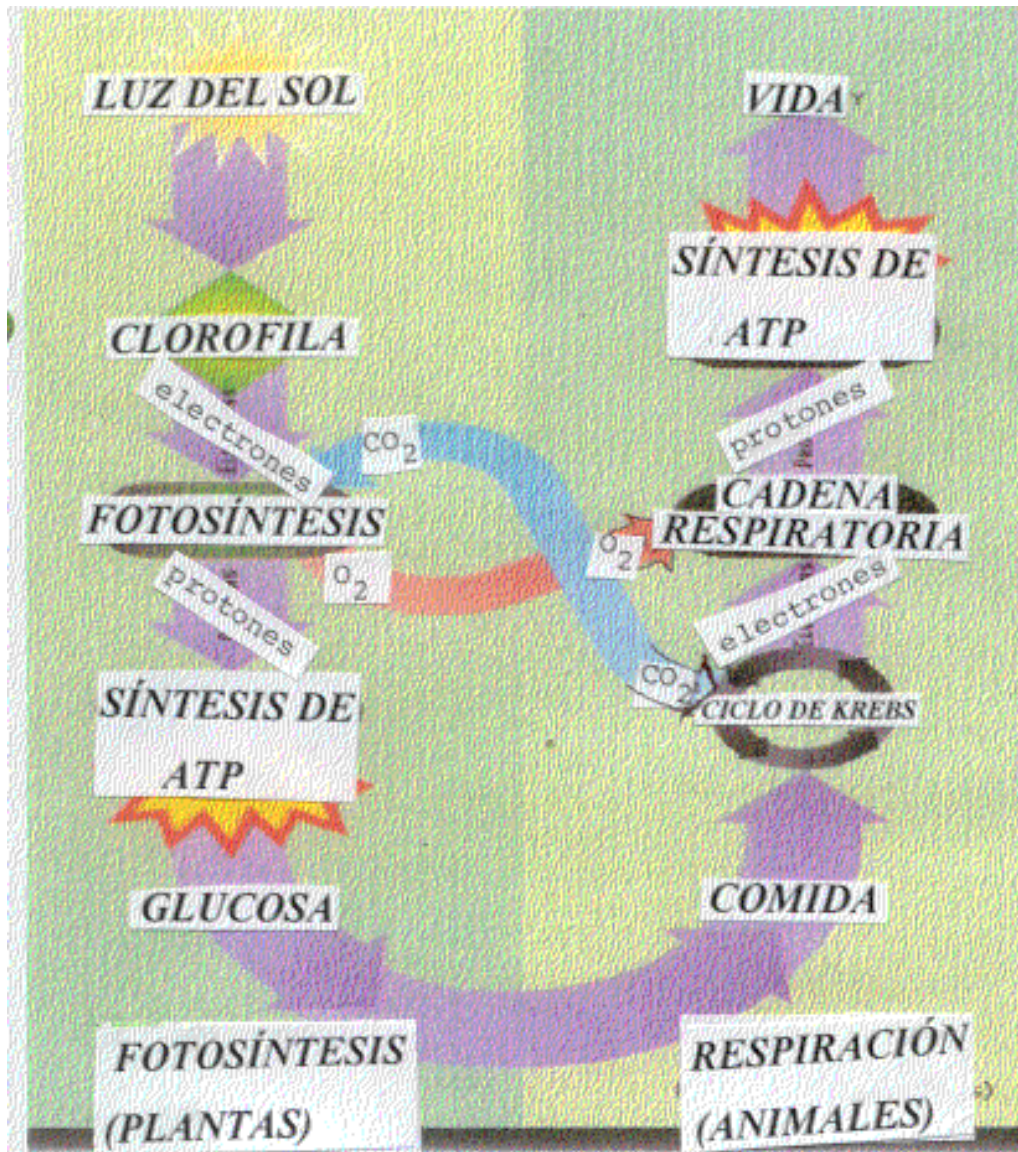 LUZ DEL SOL
CLOROFILA
electrones
CO2
FOTOSÍNTESIS
O2
protones
SÍNTESIS DE
ATP
GLUCOSA
FOTOSÍNTESIS
(PLANTAS)
VIDA
SÍNTESIS DE
ATP
protones
CADENA
RESPIRATORIA
O2
electrones
CO2
CICLO DE KREBS
COMIDA
RESPIRACIÓN
(ANIMALES)